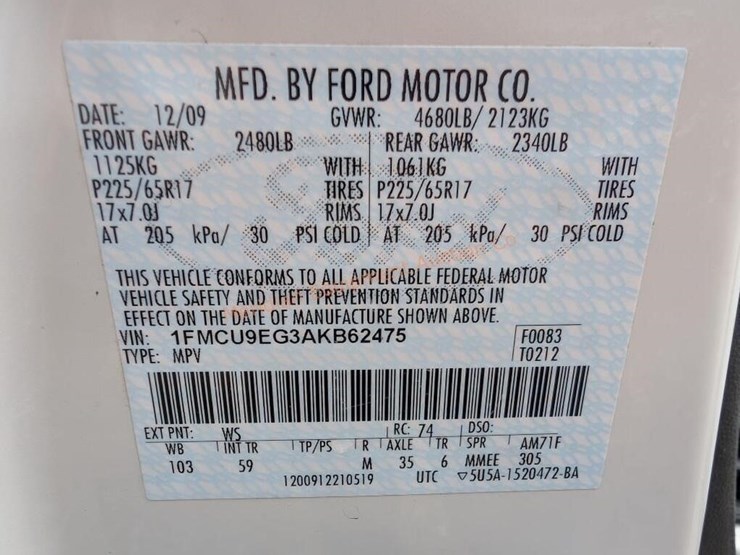 MFD. BY FORD MOTOR CO.
DATE: 12/09 GVWR: 4680LB/ 2123KG
FRONT GAWR: 2480LB REAR GAWR: 2340LB
1125KG WITH 1061KG WITH
P225/65R17 TIRES P225/65R17 TIRES
17x7.0J RIMS 17x7.0J RIMS
AT 205 kPa/ 30 PSI COLD AT 205 kPa/ 30 PSI COLD
THIS VEHICLE CONFORMS TO ALL APPLICABLE FEDERAL MOTOR
VEHICLE SAFETY AND THEFT PREVENTION STANDARDS IN
EFFECT ON THE DATE OF MANUFACTURE SHOWN ABOVE.
VIN: 1FMCU9EG3AKB62475 F0083
TYPE: MPV T0212
EXT PNT: WS RC: 74 DSO:
WB INT TR TP/PS R AXLE TR SPR AM71F
103 59 M 35 6 MMEE 305
1200912210519 UTC ▽5U5A-1520472-BA